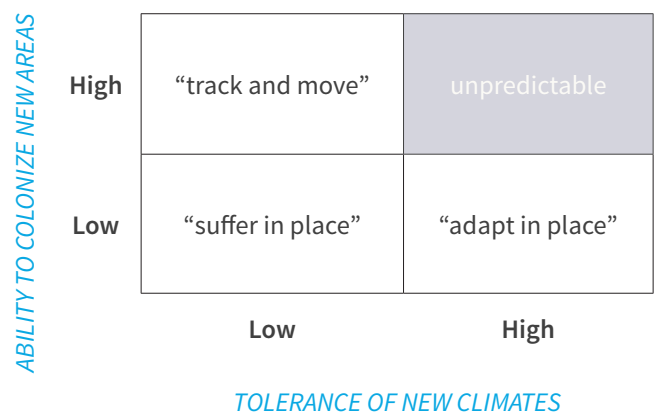 ABILITY TO COLONIZE NEW AREAS
High
“track and move”
unpredictable
Low
“suffer in place”
“adapt in place”
Low
High
TOLERANCE OF NEW CLIMATES